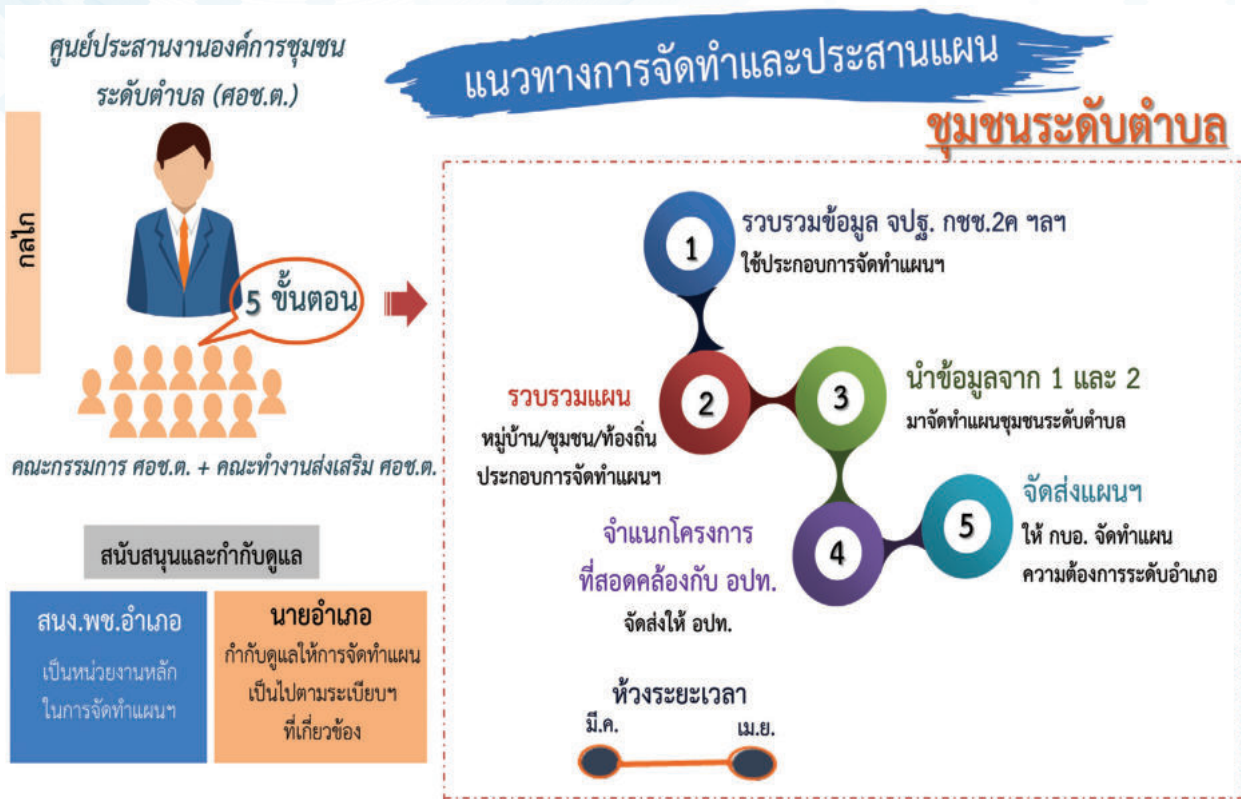 แนวทางการจัดทำและประสานแผน
ชุมชนระดับตำบล
ศูนย์ประสานงานองค์การชุมชน
ระดับตำบล (ศอช.ต.)
กลไก
5 ขั้นตอน
คณะกรรมการ ศอช.ต. + คณะทำงานส่งเสริม ศอช.ต.
สนับสนุนและกำกับดูแล
สนง.พช.อำเภอ
เป็นหน่วยงานหลัก
ในการจัดทำแผนฯ
นายอำเภอ
กำกับดูแลให้การจัดทำแผน
เป็นไปตามระเบียบฯ
ที่เกี่ยวข้อง
1
รวบรวมข้อมูล จปฐ. กชช.2ค ฯลฯ
ใช้ประกอบการจัดทำแผนฯ
2
รวบรวมแผน
หมู่บ้าน/ชุมชน/ท้องถิ่น
ประกอบการจัดทำแผนฯ
3
นำข้อมูลจาก 1 และ 2
มาจัดทำแผนชุมชนระดับตำบล
4
จำแนกโครงการ
ที่สอดคล้องกับ อปท.
จัดส่งให้ อปท.
5
จัดส่งแผนฯ
ให้ กบอ. จัดทำแผน
ความต้องการระดับอำเภอ
ห้วงระยะเวลา
มี.ค.
เม.ย.